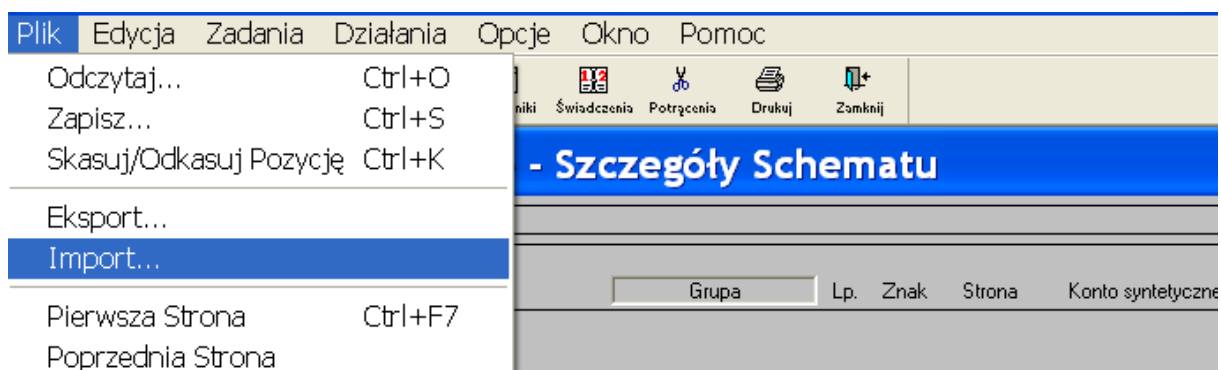 Plik Edycja Zadania Działania Opcje Okno Pomoc
Odczytaj... Ctrl+O
Zapisz... Ctrl+S
Skasuj/Odkasuj Pozycję Ctrl+K
Eksport...
Import...
Pierwsza Strona Ctrl+F7
Poprzednia Strona
Świadczenia Potrącenia Drukuj Zamknij
- Szczegóły Schematu
Grupa Lp. Znak Strona Konto syntetyczne